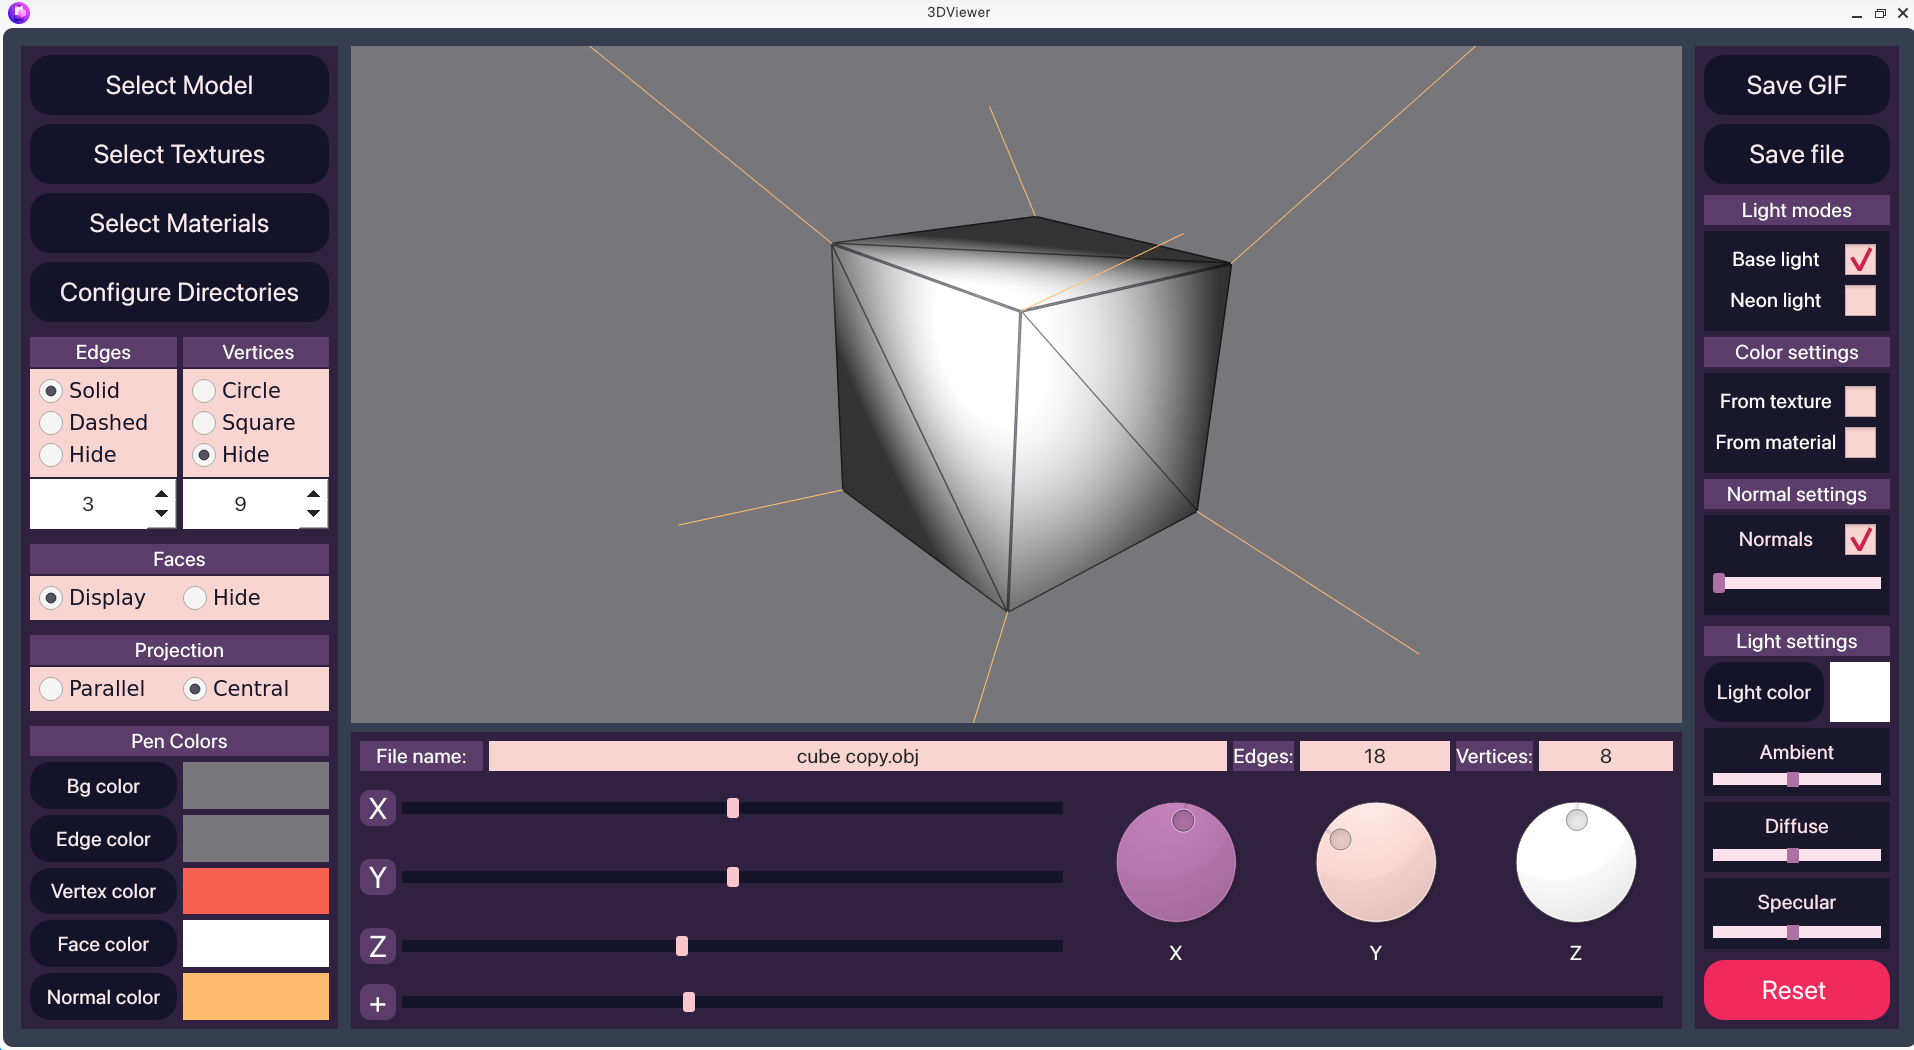 3DViewer
Select Model
Select Textures
Select Materials
Configure Directories
Edges
Vertices
Solid
Dashed
Hide
Circle
Square
Hide
3
9
Faces
Display
Hide
Projection
Parallel
Central
Pen Colors
Bg color
Edge color
Vertex color
Face color
Normal color
File name:
cube copy.obj
Edges:
18
Vertices:
8
X
Y
Z
+
X
Y
Z
Save GIF
Save file
Light modes
Base light
Neon light
Color settings
From texture
From material
Normal settings
Normals
Light settings
Light color
Ambient
Diffuse
Specular
Reset